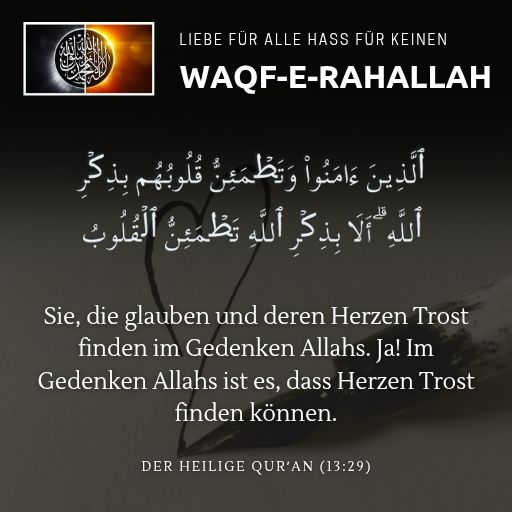 LIEBE FÜR ALLE HASS FÜR KEINEN
WAQF-E-RAHALLAH
ٱلَّذِينَ ءَامَنُوا۟ وَتَطْمَئِنُّ قُلُوبُهُم بِذِكْرِ
ٱللَّهِ ۗ أَلَا بِذِكْرِ ٱللَّهِ تَطْمَئِنُّ ٱلْقُلُوبُ
Sie, die glauben und deren Herzen Trost
finden im Gedenken Allahs. Ja! Im
Gedenken Allahs ist es, dass Herzen Trost
finden können.
DER HEILIGE QUR'AN (13:29)